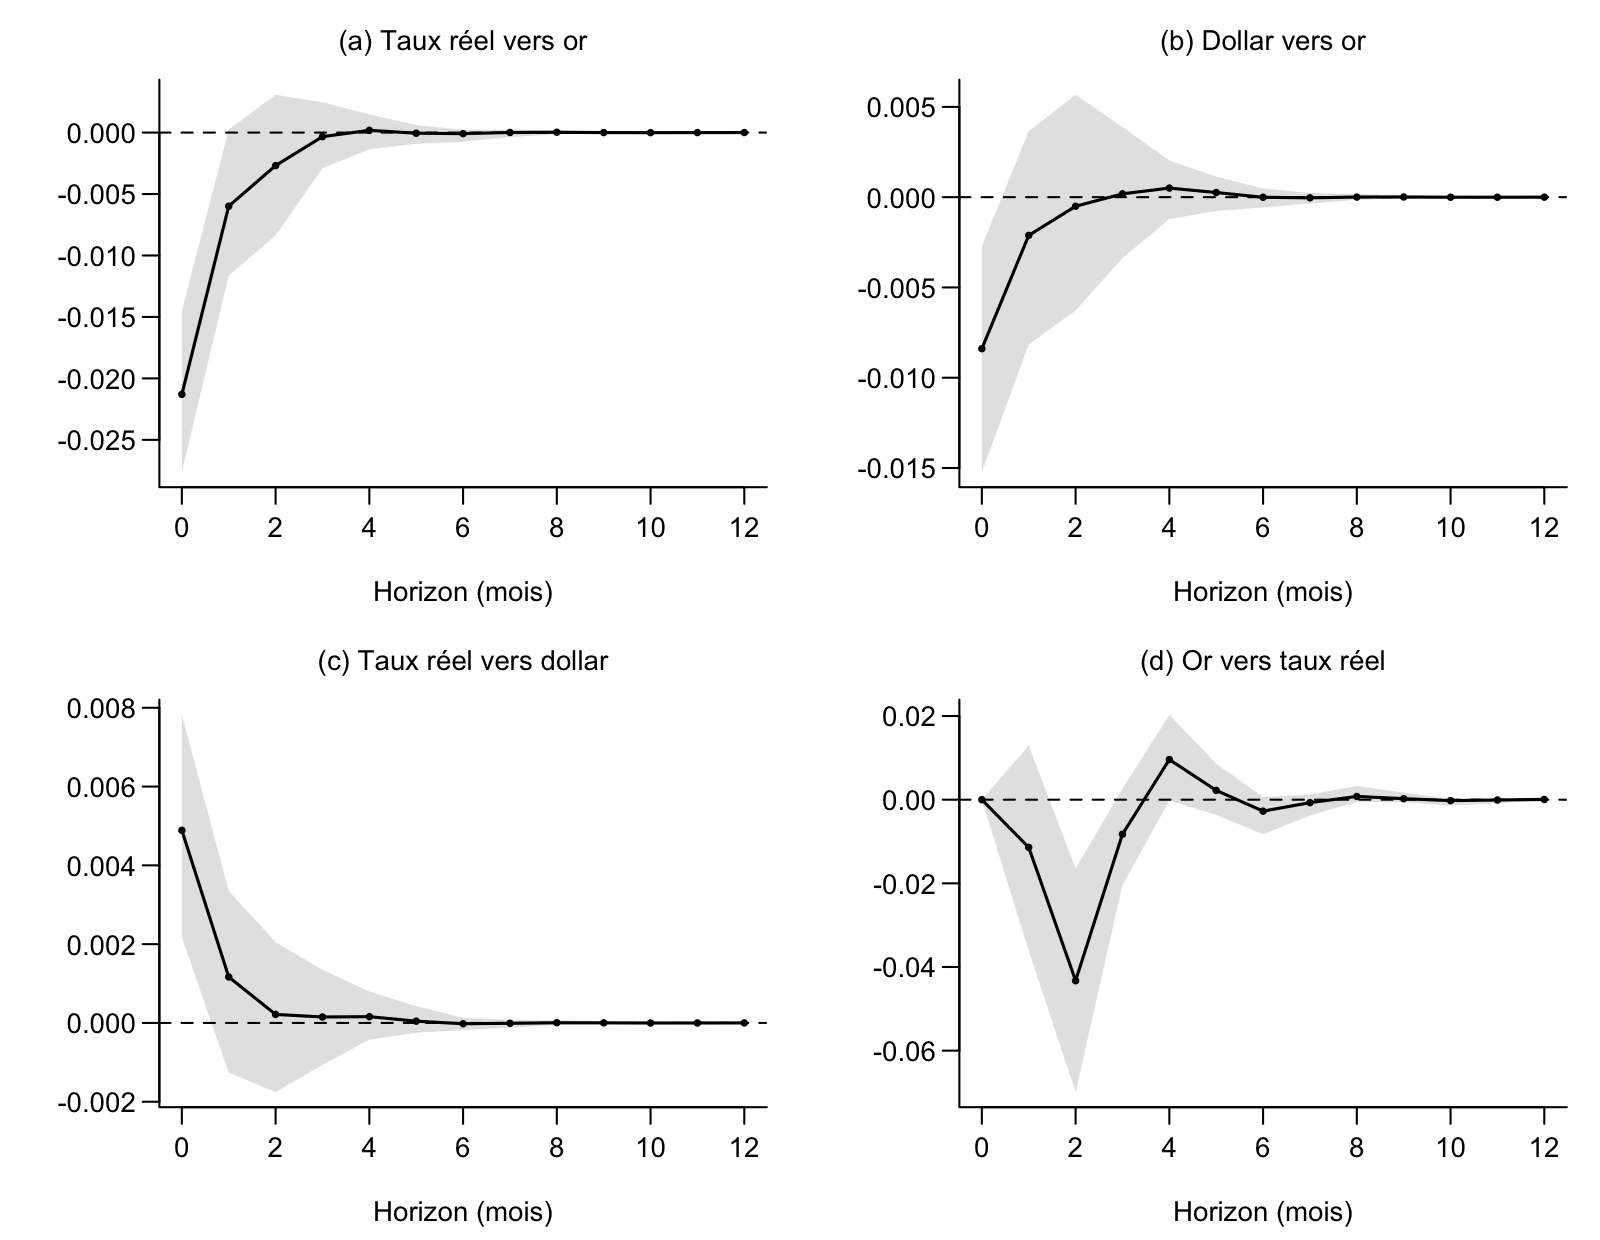 (a) Taux réel vers or
0.000
-0.005
-0.010
-0.015
-0.020
-0.025
0 2 4 6 8 10 12
Horizon (mois)
(b) Dollar vers or
0.005
0.000
-0.005
-0.010
-0.015
0 2 4 6 8 10 12
Horizon (mois)
(c) Taux réel vers dollar
0.008
0.006
0.004
0.002
0.000
-0.002
0 2 4 6 8 10 12
Horizon (mois)
(d) Or vers taux réel
0.02
0.00
-0.02
-0.04
-0.06
0 2 4 6 8 10 12
Horizon (mois)